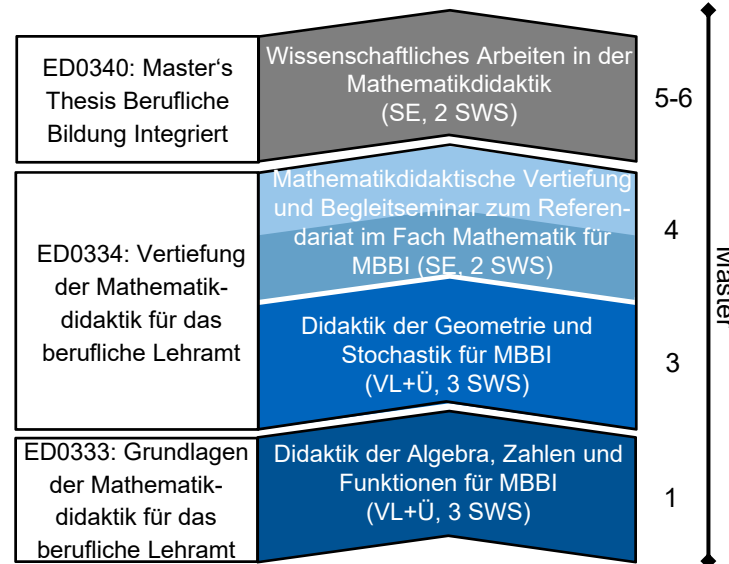 ED0340: Master‘s
Thesis Berufliche
Bildung Integriert
Wissenschaftliches Arbeiten in der
Mathematikdidaktik
(SE, 2 SWS)
5-6
ED0334: Vertiefung
der Mathematik-
didaktik für das
berufliche Lehramt
Mathematikdidaktische Vertiefung
und Begleitseminar zum Referen-
dariat im Fach Mathematik für
MBBI (SE, 2 SWS)
4
Didaktik der Geometrie und
Stochastik für MBBI
(VL+Ü, 3 SWS)
3
ED0333: Grundlagen
der Mathematik-
didaktik für das
berufliche Lehramt
Didaktik der Algebra, Zahlen und
Funktionen für MBBI
(VL+Ü, 3 SWS)
1
Master